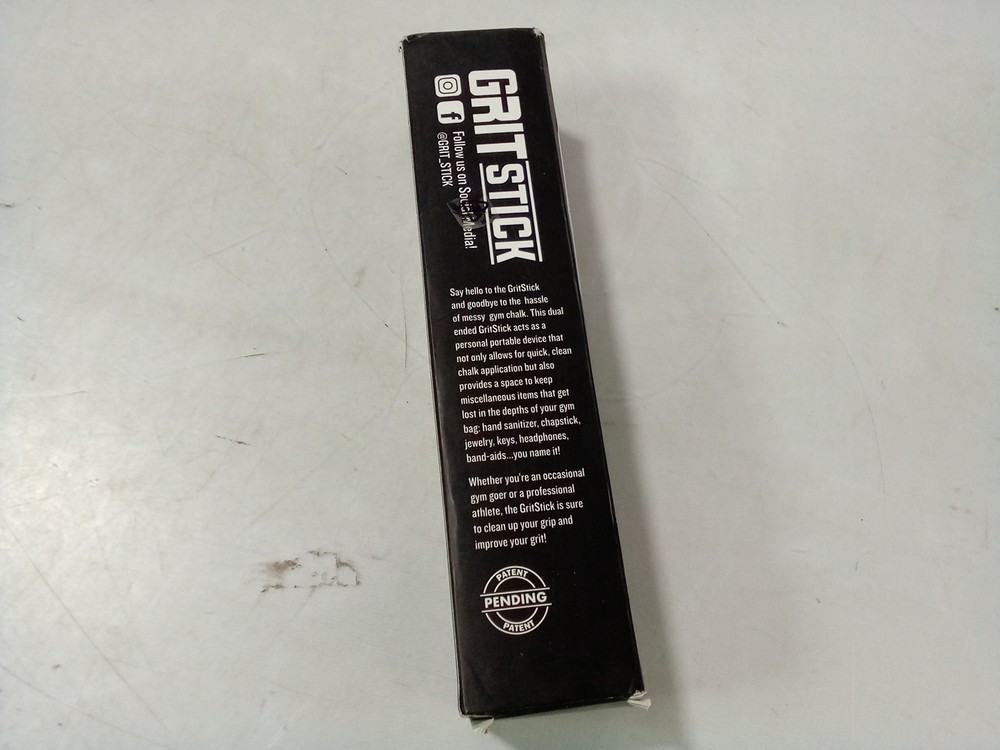 GRITSTICK
Follow us on Social Media!
@GRIT_STICK
Say hello to the GritStick
and goodbye to the hassle
of messy gym chalk. This dual
ended GritStick acts as a
personal portable device that
not only allows for quick, clean
chalk application but also
provides a space to keep
miscellaneous items that get
lost in the depths of your gym
bag: hand sanitizer, chapstick,
jewelry, keys, headphones,
band-aids...you name it!
Whether you're an occasional
gym goer or a professional
athlete, the GritStick is sure
to clean up your grip and
improve your grit!
PATENT
PENDING
PATENT